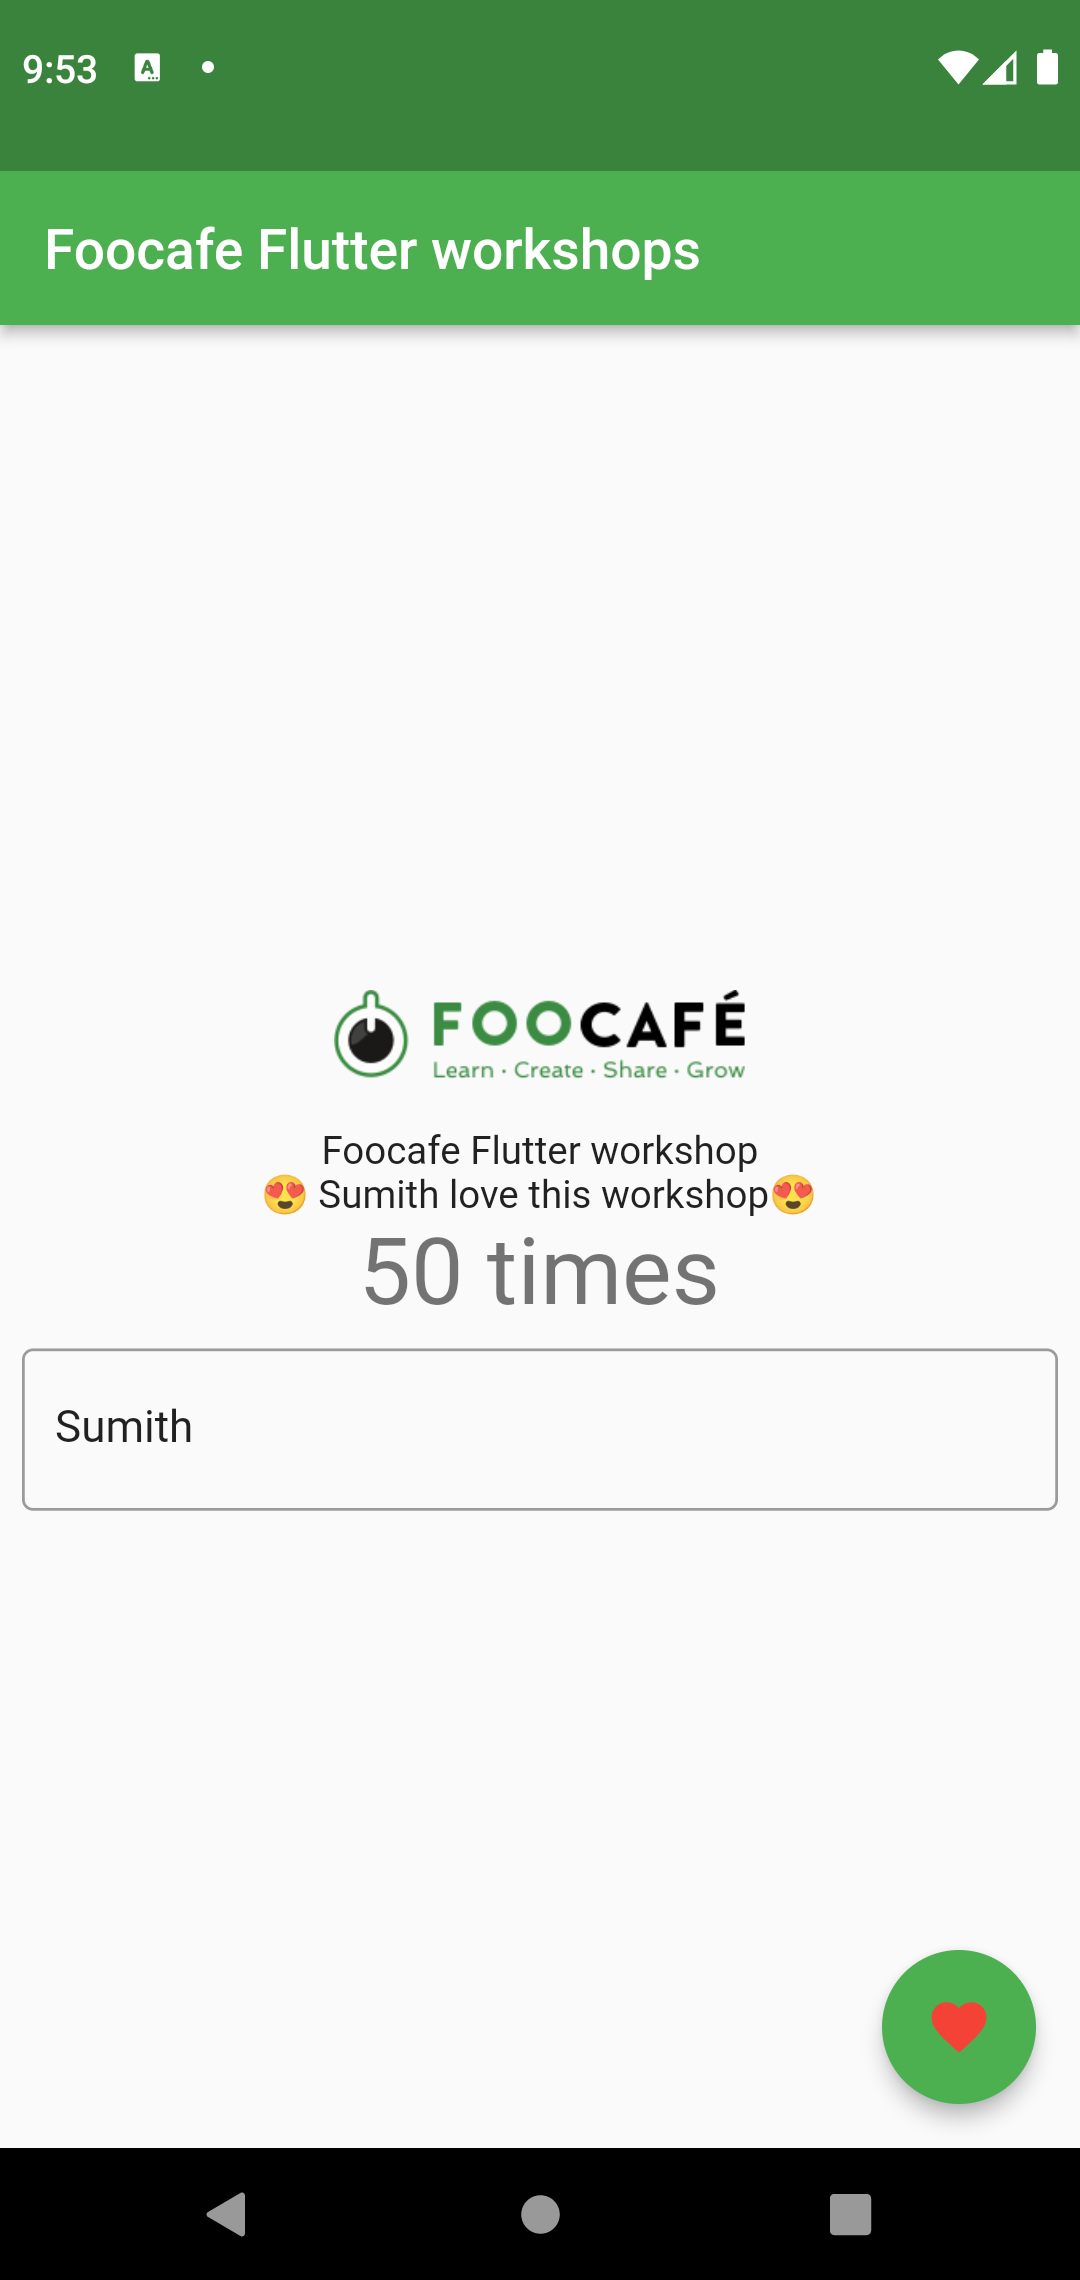 9:53
Foocafe Flutter workshops
FOOCAFÉ
Learn · Create · Share · Grow
Foocafe Flutter workshop
😍 Sumith love this workshop😍
50 times
Sumith